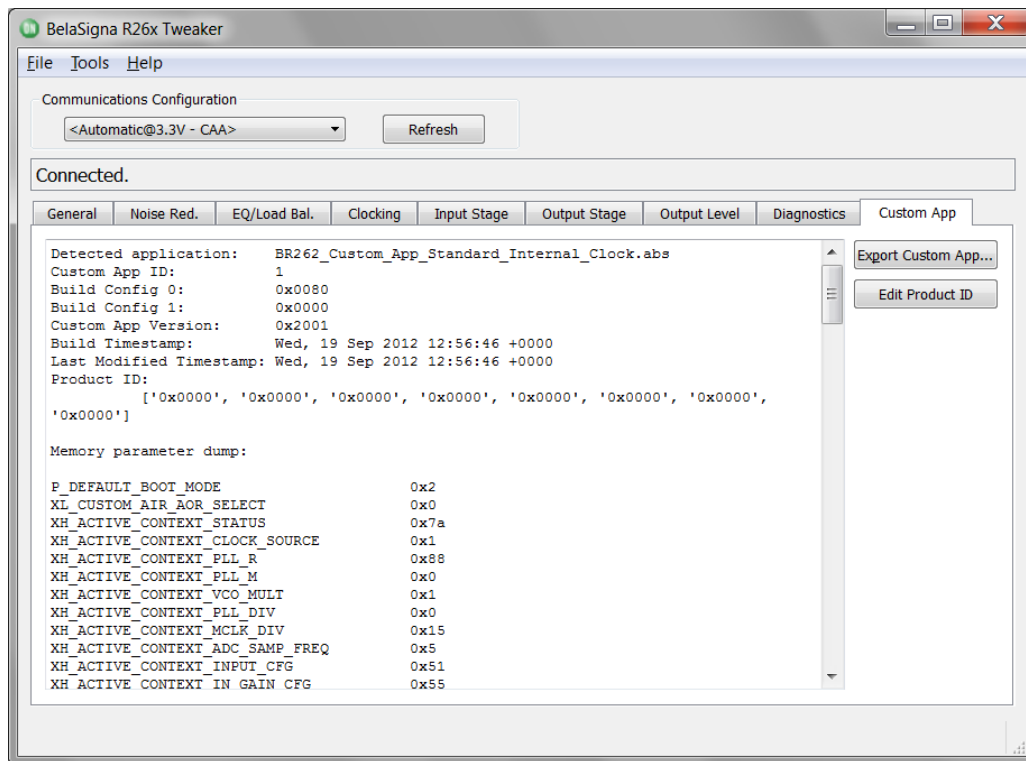 BelaSigna R26x Tweaker
File Tools Help
Communications Configuration
<Automatic@3.3V - CAA> Refresh
Connected.
General Noise Red. EQ/Load Bal. Clocking Input Stage Output Stage Output Level Diagnostics Custom App
Detected application: BR262_Custom_App_Standard_Internal_Clock.abs
Custom App ID: 1
Build Config 0: 0x0080
Build Config 1: 0x0000
Custom App Version: 0x2001
Build Timestamp: Wed, 19 Sep 2012 12:56:46 +0000
Last Modified Timestamp: Wed, 19 Sep 2012 12:56:46 +0000
Product ID:
['0x0000', '0x0000', '0x0000', '0x0000', '0x0000', '0x0000', '0x0000',
'0x0000']
Memory parameter dump:
P_DEFAULT_BOOT_MODE 0x2
XL_CUSTOM_AIR_AOR_SELECT 0x0
XH_ACTIVE_CONTEXT_STATUS 0x7a
XH_ACTIVE_CONTEXT_CLOCK_SOURCE 0x1
XH_ACTIVE_CONTEXT_PLL_R 0x88
XH_ACTIVE_CONTEXT_PLL_M 0x0
XH_ACTIVE_CONTEXT_VCO_MULT 0x1
XH_ACTIVE_CONTEXT_PLL_DIV 0x0
XH_ACTIVE_CONTEXT_MCLK_DIV 0x15
XH_ACTIVE_CONTEXT_ADC_SAMP_FREQ 0x5
XH_ACTIVE_CONTEXT_INPUT_CFG 0x51
XH_ACTIVE_CONTEXT_IN_GAIN_CFG 0x55
Export Custom App...
Edit Product ID